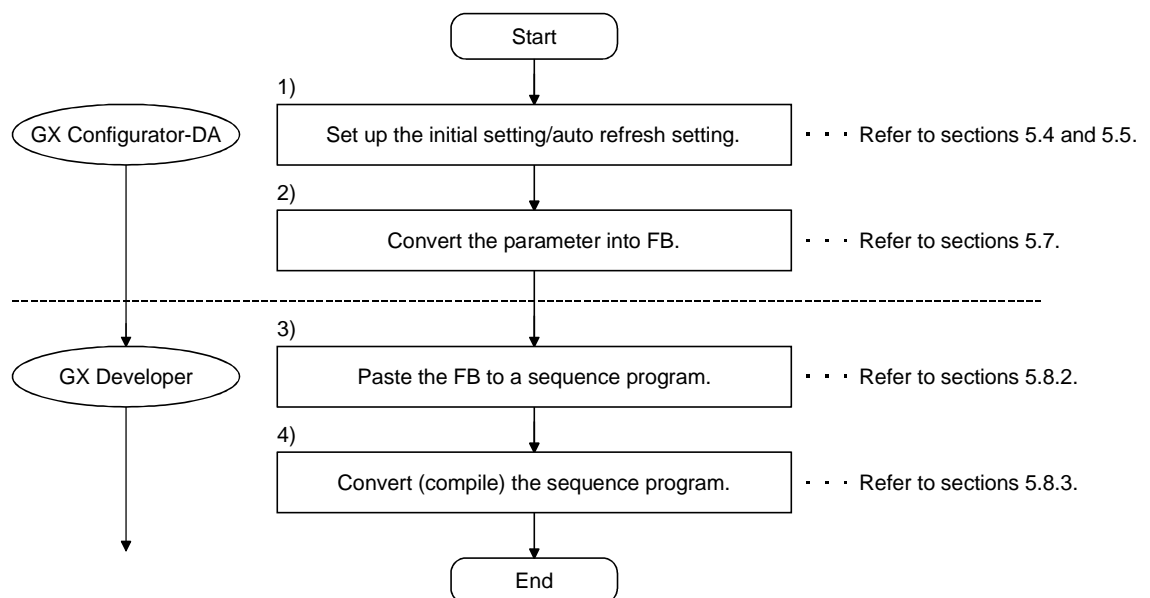 Start
1)
GX Configurator-DA
Set up the initial setting/auto refresh setting.
· · · Refer to sections 5.4 and 5.5.
2)
Convert the parameter into FB.
· · · Refer to sections 5.7.
3)
GX Developer
Paste the FB to a sequence program.
· · · Refer to sections 5.8.2.
4)
Convert (compile) the sequence program.
· · · Refer to sections 5.8.3.
End